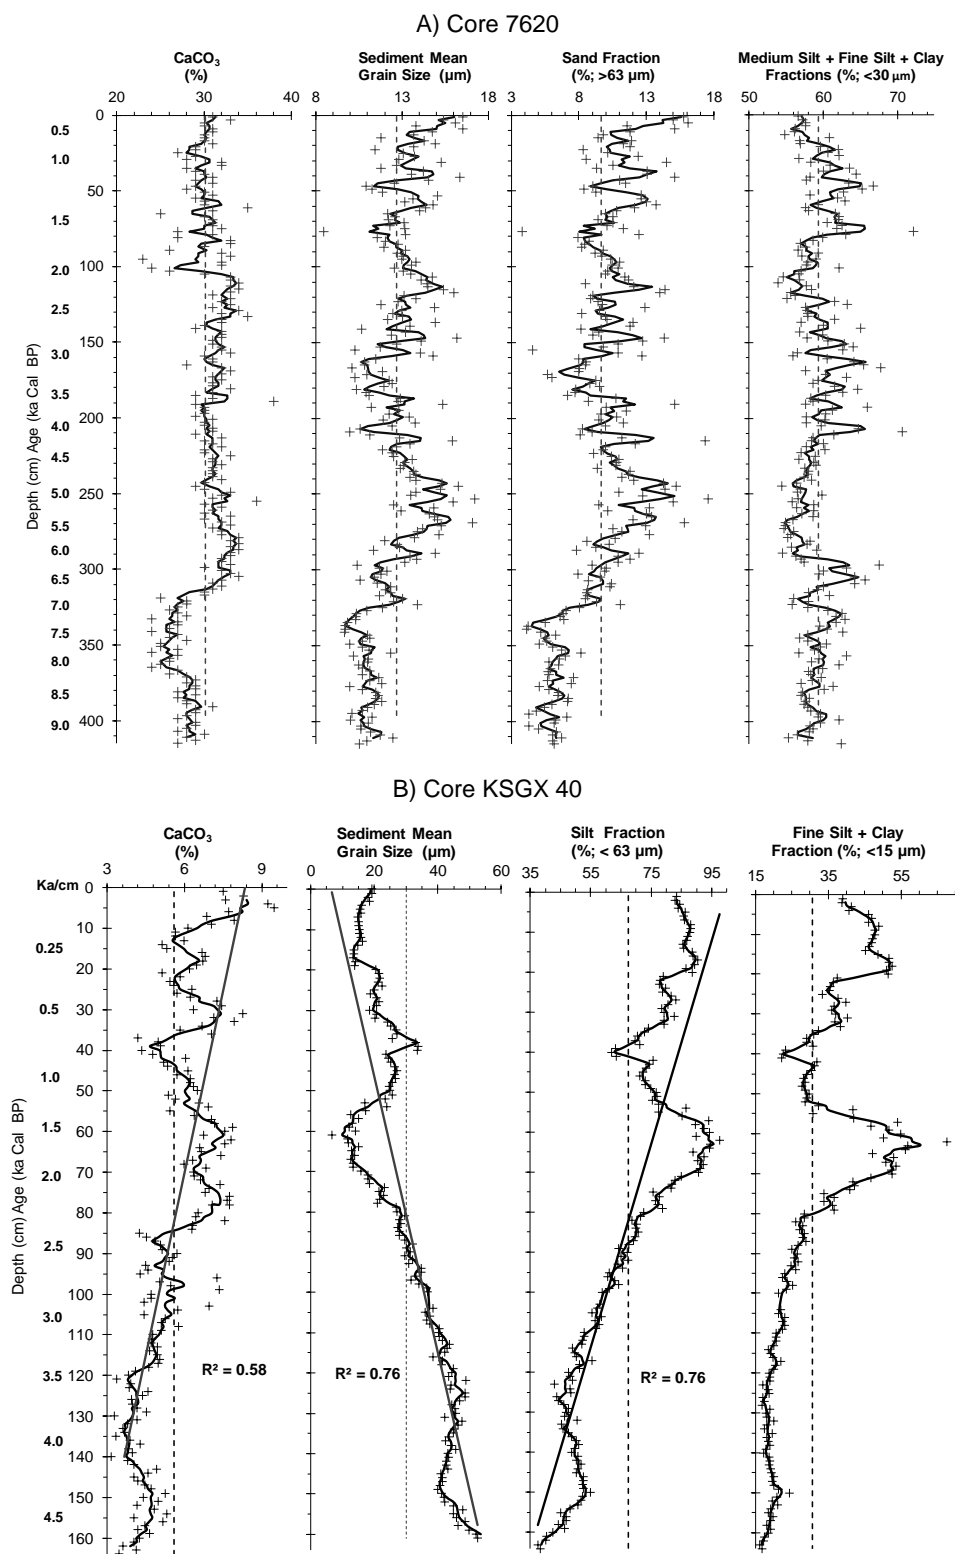 A) Core 7620
CaCO₃
(%)
Sediment Mean
Grain Size (µm)
Sand Fraction
(%; >63 µm)
Medium Silt + Fine Silt + Clay
Fractions (%; <30 µm)
20 30 40
8 13 18
3 8 13 18
50 60 70
Depth (cm) Age (ka Cal BP)
0
0.5
1.0
50
1.5
100
2.0
2.5
150
3.0
3.5
200
4.0
4.5
250
5.0
5.5
6.0
300
6.5
7.0
350
7.5
8.0
8.5
400
9.0
B) Core KSGX 40
CaCO₃
(%)
Sediment Mean
Grain Size (µm)
Silt Fraction
(%; < 63 µm)
Fine Silt + Clay
Fraction (%; <15 µm)
3 6 9
0 20 40 60
35 55 75 95
15 35 55
Ka/cm
Depth (cm) Age (ka Cal BP)
0
10
0.25
20
30
0.5
40
1.0
50
60
1.5
70
2.0
80
90
2.5
100
3.0
110
120
3.5
130
140
4.0
150
4.5
160
R² = 0.58
R² = 0.76
R² = 0.76